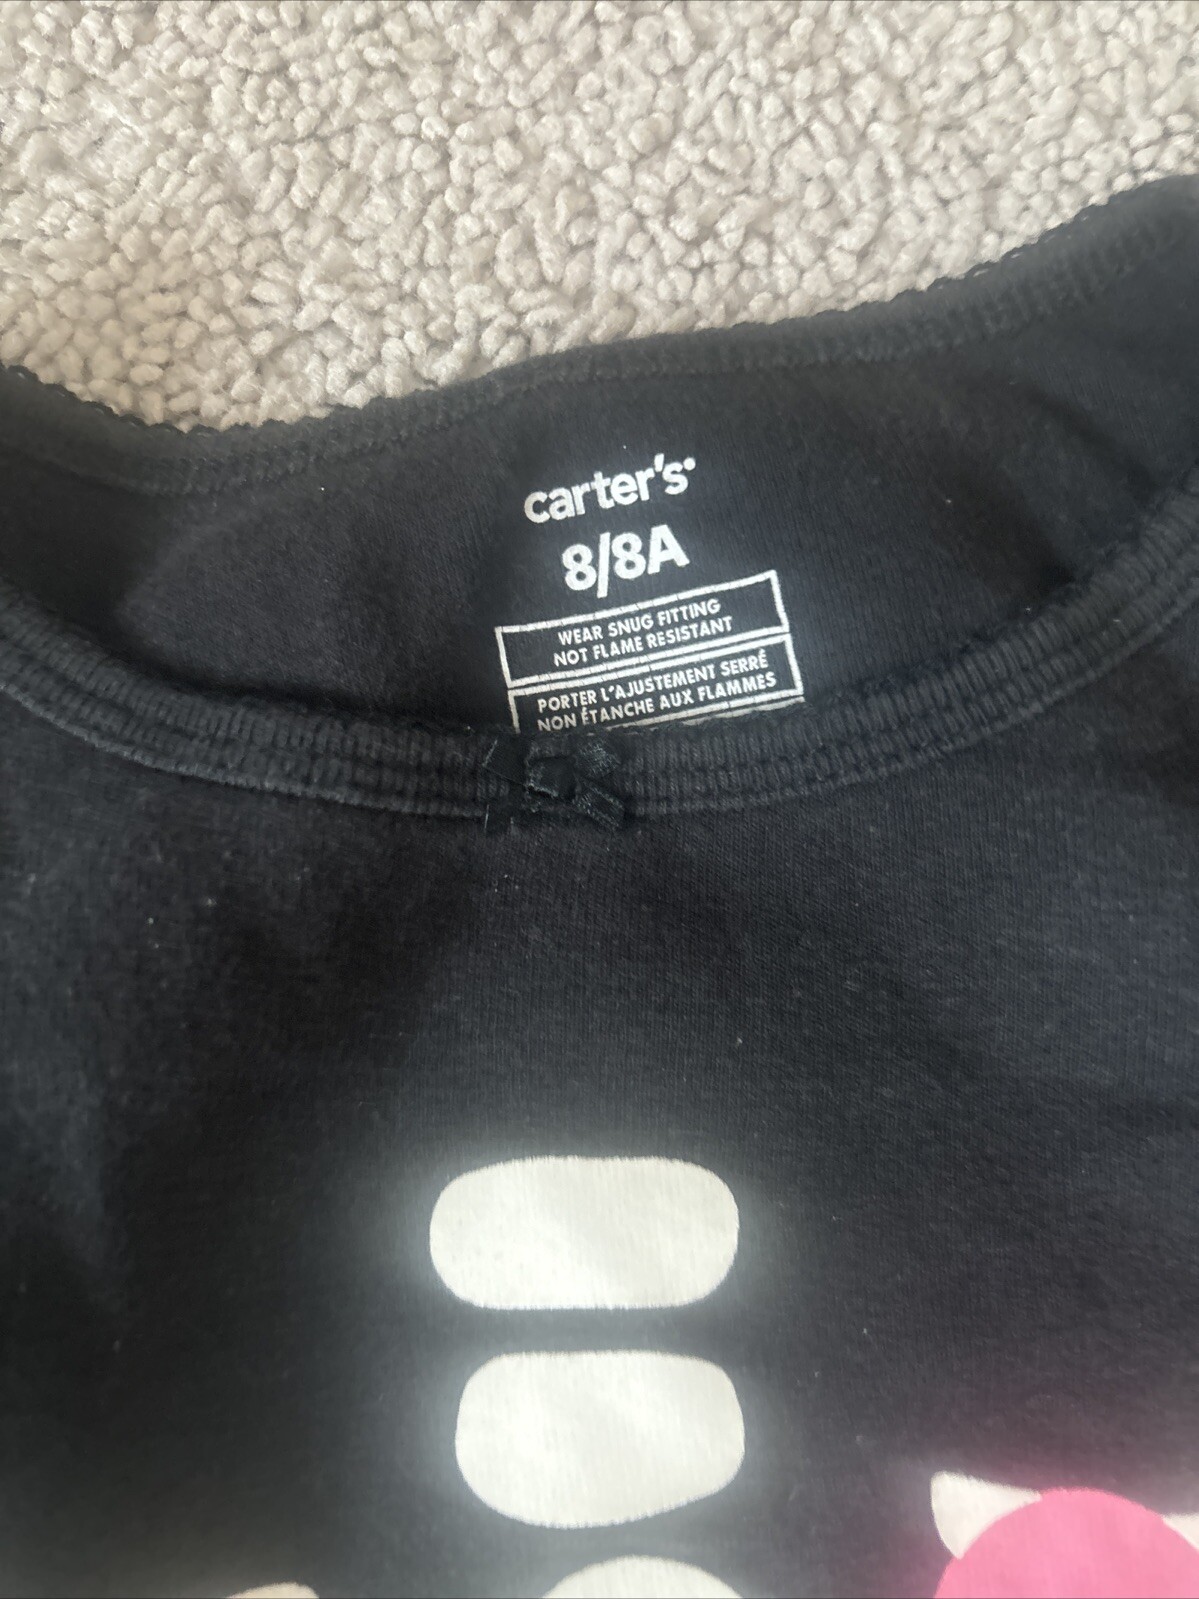 carter's
8/8A
WEAR SNUG FITTING
NOT FLAME RESISTANT
PORTER L'AJUSTEMENT SERRÉ
NON ÉTANCHE AUX FLAMMES